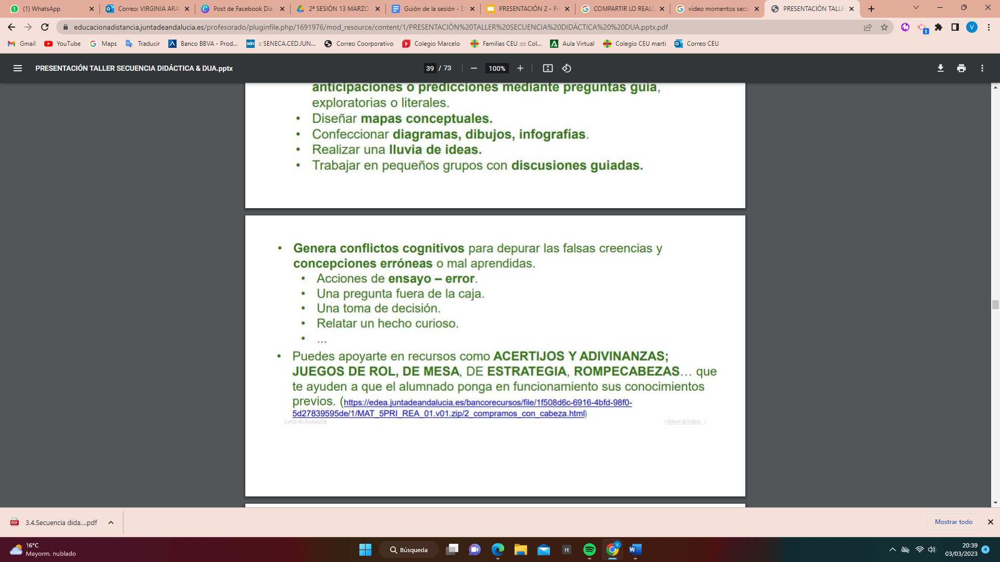 (1) WhatsApp
Correo: VIRGINIA ARA
Post de Facebook Día
2ª SESIÓN 13 MARZO
Guión de la sesión - D
PRESENTACIÓN 2 - Pr
COMPARTIR LO REALI
video momentos secu
PRESENTACIÓN TALLE
educacionadistancia.juntadeandalucia.es/profesorado/pluginfile.php/1691976/mod_resource/content/1/PRESENTACIÓN%20TALLER%20SECUENCIA%20DIDÁCTICA%20%20DUA.pptx.pdf
1
V
Gmail
YouTube
Maps
Traducir
Banco BBVA - Prod...
:: SENECA.CED.JUN...
Correo Coorporativo
Colegio Marcelo
Familias CEU ::::: Col...
Aula Virtual
Colegio CEU marti
Correo CEU
PRESENTACIÓN TALLER SECUENCIA DIDÁCTICA & DUA.pptx
39 / 73
100%
anticipaciones o predicciones mediante preguntas guía,
exploratorias o literales.
• Diseñar mapas conceptuales.
• Confeccionar diagramas, dibujos, infografías.
• Realizar una lluvia de ideas.
• Trabajar en pequeños grupos con discusiones guiadas.
• Genera conflictos cognitivos para depurar las falsas creencias y
concepciones erróneas o mal aprendidas.
• Acciones de ensayo – error.
• Una pregunta fuera de la caja.
• Una toma de decisión.
• Relatar un hecho curioso.
• ...
• Puedes apoyarte en recursos como ACERTIJOS Y ADIVINANZAS;
JUEGOS DE ROL, DE MESA, DE ESTRATEGIA, ROMPECABEZAS… que
te ayuden a que el alumnado ponga en funcionamiento sus conocimientos
previos. (https://edea.juntadeandalucia.es/bancorecursos/file/1f508d6c-6916-4bfd-98f0-
5d27839595de/1/MAT_5PRI_REA_01.v01.zip/2_compramos_con_cabeza.html)
Junta de Andalucia
<Volver al índice |
3.4.Secuencia dida....pdf
Mostrar todo
16°C
Mayorm. nublado
Búsqueda
20:39
03/03/2023
4